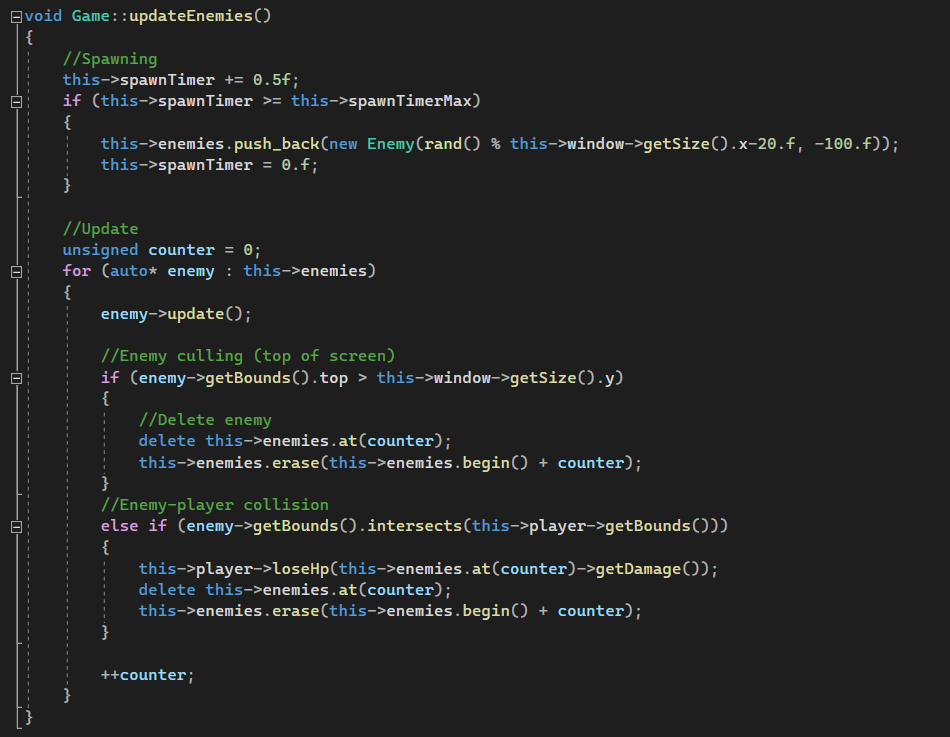 void Game::updateEnemies()
{
    //Spawning
    this->spawnTimer += 0.5f;
    if (this->spawnTimer >= this->spawnTimerMax)
    {
        this->enemies.push_back(new Enemy(rand() % this->window->getSize().x-20.f, -100.f));
        this->spawnTimer = 0.f;
    }

    //Update
    unsigned counter = 0;
    for (auto* enemy : this->enemies)
    {
        enemy->update();

        //Enemy culling (top of screen)
        if (enemy->getBounds().top > this->window->getSize().y)
        {
            //Delete enemy
            delete this->enemies.at(counter);
            this->enemies.erase(this->enemies.begin() + counter);
        }
        //Enemy-player collision
        else if (enemy->getBounds().intersects(this->player->getBounds()))
        {
            this->player->loseHp(this->enemies.at(counter)->getDamage());
            delete this->enemies.at(counter);
            this->enemies.erase(this->enemies.begin() + counter);
        }

        ++counter;
    }
}